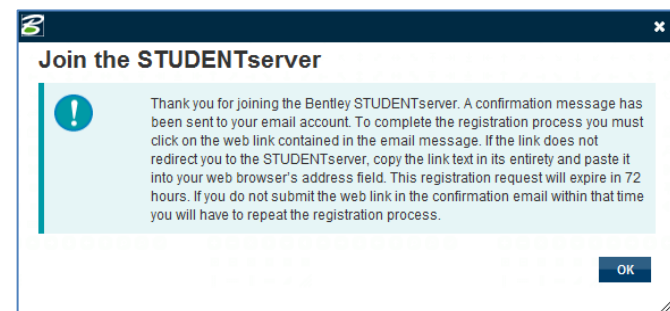 Join the STUDENTserver
Thank you for joining the Bentley STUDENTserver. A confirmation message has
been sent to your email account. To complete the registration process you must
click on the web link contained in the email message. If the link does not
redirect you to the STUDENTserver, copy the link text in its entirety and paste it
into your web browser's address field. This registration request will expire in 72
hours. If you do not submit the web link in the confirmation email within that time
you will have to repeat the registration process.
OK